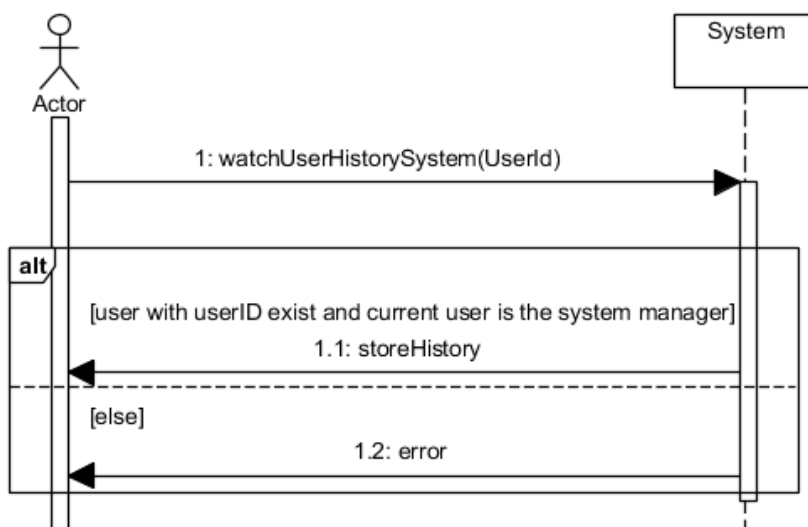 System
Actor
1: watchUserHistorySystem(UserId)
alt
[user with userID exist and current user is the system manager]
1.1: storeHistory
[else]
1.2: error